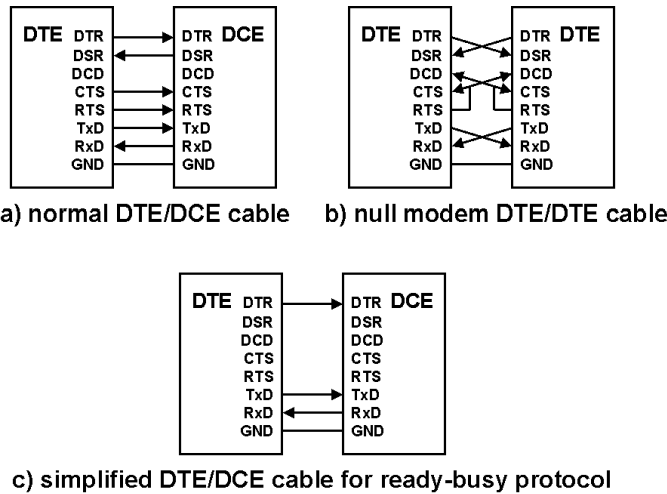 DTE DTR DTR DCE
DSR DSR
DCD DCD
CTS CTS
RTS RTS
TxD TxD
RxD RxD
GND GND
a) normal DTE/DCE cable
DTE DTR DTR DTE
DSR DSR
DCD DCD
CTS CTS
RTS RTS
TxD TxD
RxD RxD
GND GND
b) null modem DTE/DTE cable
DTE DTR DTR DCE
DSR DSR
DCD DCD
CTS CTS
RTS RTS
TxD TxD
RxD RxD
GND GND
c) simplified DTE/DCE cable for ready-busy protocol